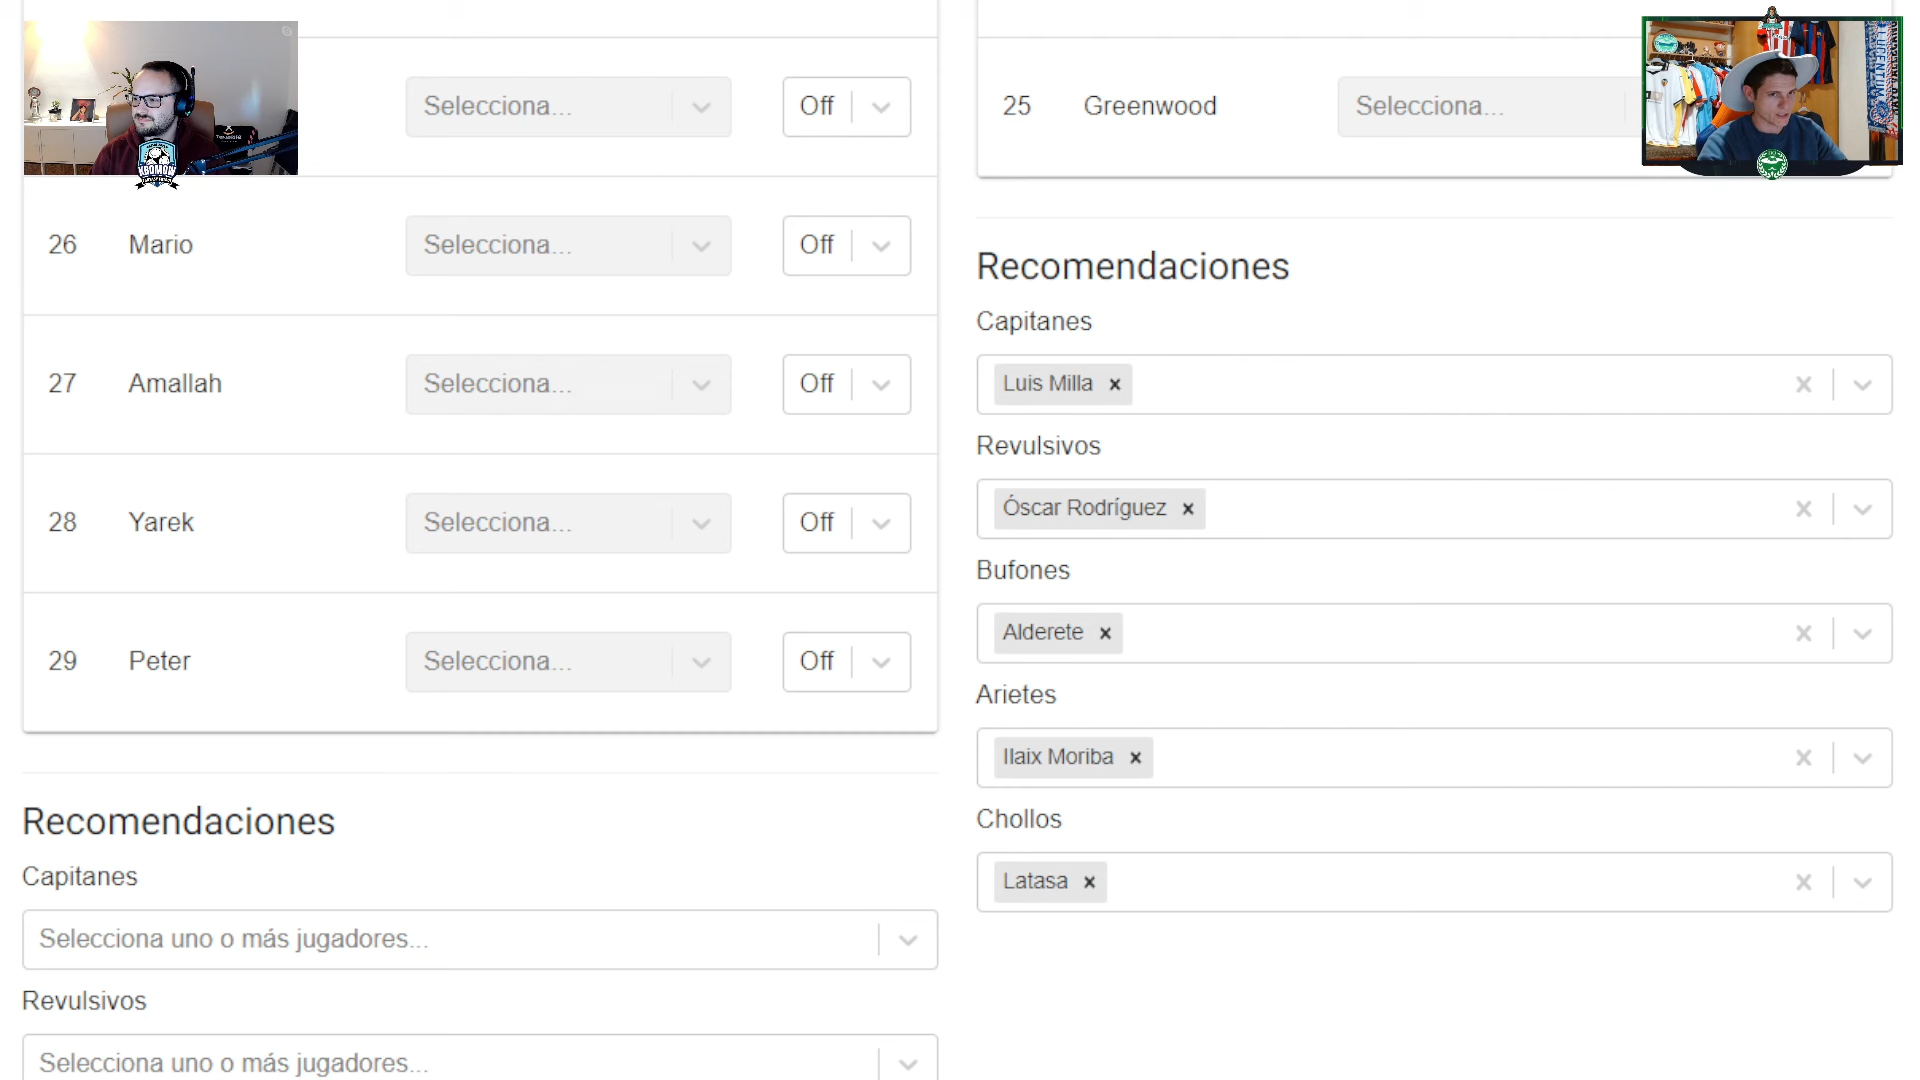 Selecciona...
Off
26
Mario
Selecciona...
Off
27
Amallah
Selecciona...
Off
28
Yarek
Selecciona...
Off
29
Peter
Selecciona...
Off
Recomendaciones
Capitanes
Selecciona uno o más jugadores...
Revulsivos
Selecciona uno o más jugadores...
25
Greenwood
Selecciona...
Recomendaciones
Capitanes
Luis Milla
Revulsivos
Óscar Rodríguez
Bufones
Alderete
Arietes
Ilaix Moriba
Chollos
Latasa